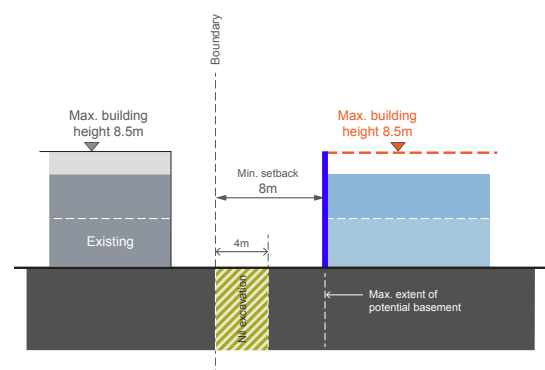 Boundary
Max. building
height 8.5m
Max. building
height 8.5m
Min. setback
8m
Existing
4m
Nil excavation
Max. extent of
potential basement